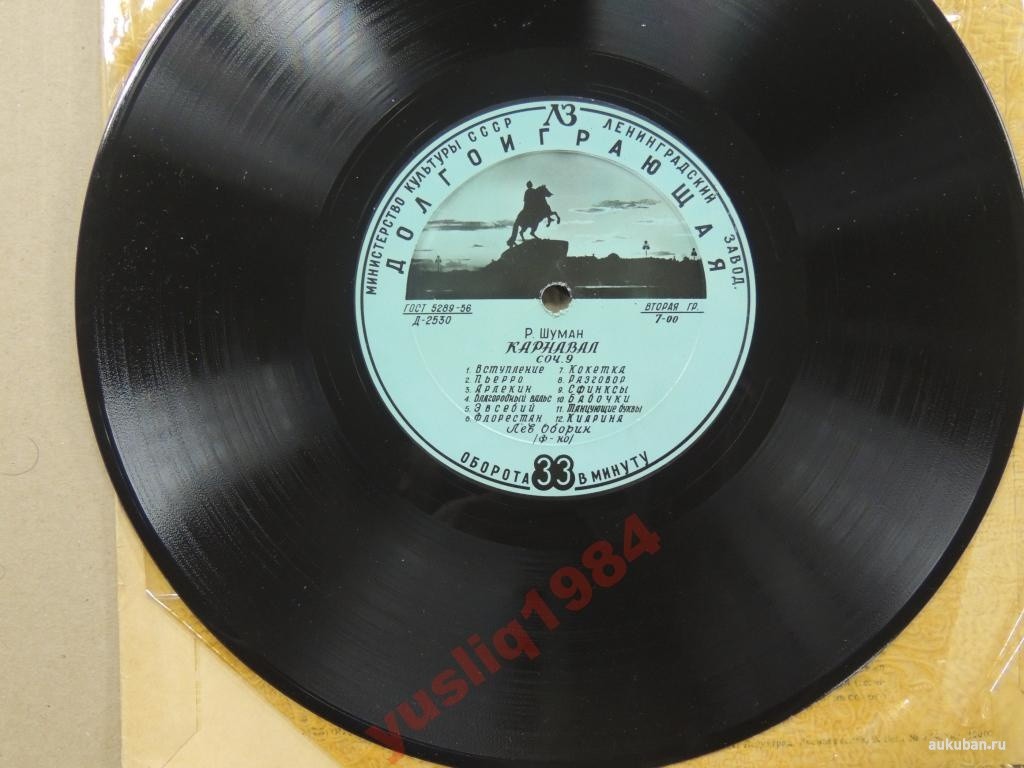 МИНИСТЕРСТВО КУЛЬТУРЫ СССР ЛЗ ЛЕНИНГРАДСКИЙ ЗАВОД.
ДОЛГОИГРАЮЩАЯ
ГОСТ 5289-56 ВТОРАЯ ГР.
Д-2530 7-00
Р. ШУМАН
КАРНАВАЛ
СОЧ. 9
1. ВСТУПЛЕНИЕ 7. КОКЕТКА
2. ПЬЕРРО 8. РАЗГОВОР
3. АРЛЕКИН 9. СФИНКСЫ
4. БЛАГОРОДНЫЙ ВАЛЬС 10. БАБОЧКИ
5. ЭВСЕБИЙ 11. ТАНЦУЮЩИЕ БУКВЫ
6. ФЛОРЕСТАН 12. КИАРИНА
ЛЕВ ОБОРИН
/Ф-НО/
ОБОРОТА 33 В МИНУТУ
yusliq1984
aukuban.ru